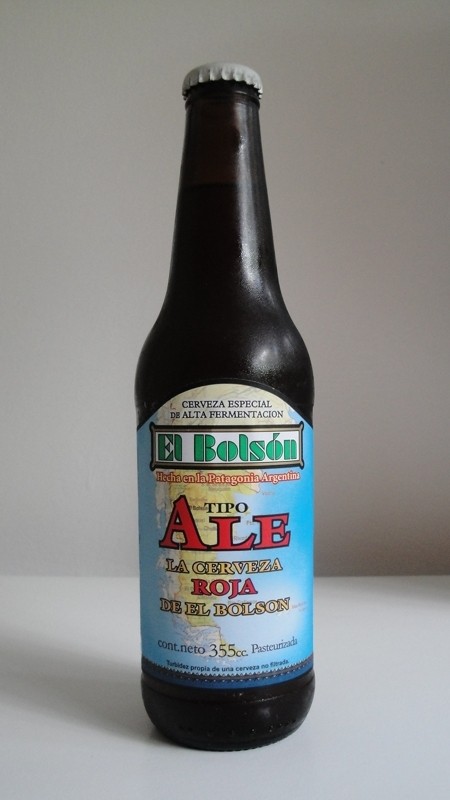 CERVEZA ESPECIAL
DE ALTA FERMENTACION
El Bolsón
Hecha en la Patagonia Argentina
TIPO
ALE
LA CERVEZA
ROJA
DE EL BOLSON
cont.neto 355cc. Pasteurizada
Turbidez propia de una cerveza no filtrada.